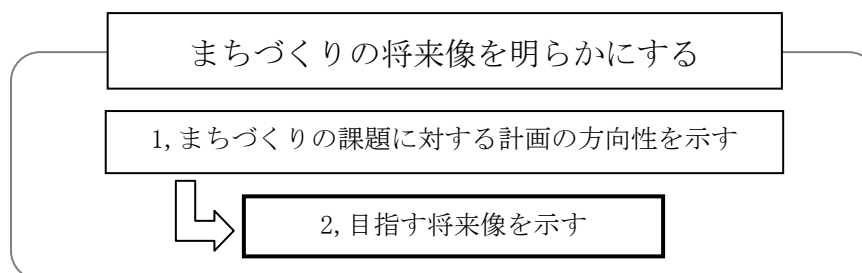 まちづくりの将来像を明らかにする
1,まちづくりの課題に対する計画の方向性を示す
2,目指す将来像を示す